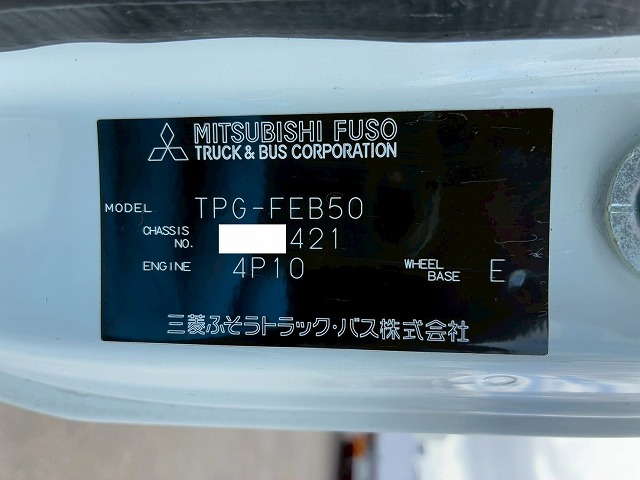 MITSUBISHI FUSO
TRUCK & BUS CORPORATION
MODEL TPG-FEB50
CHASSIS NO. 421
ENGINE 4P10 WHEEL BASE E
三菱ふそうトラック・バス株式会社